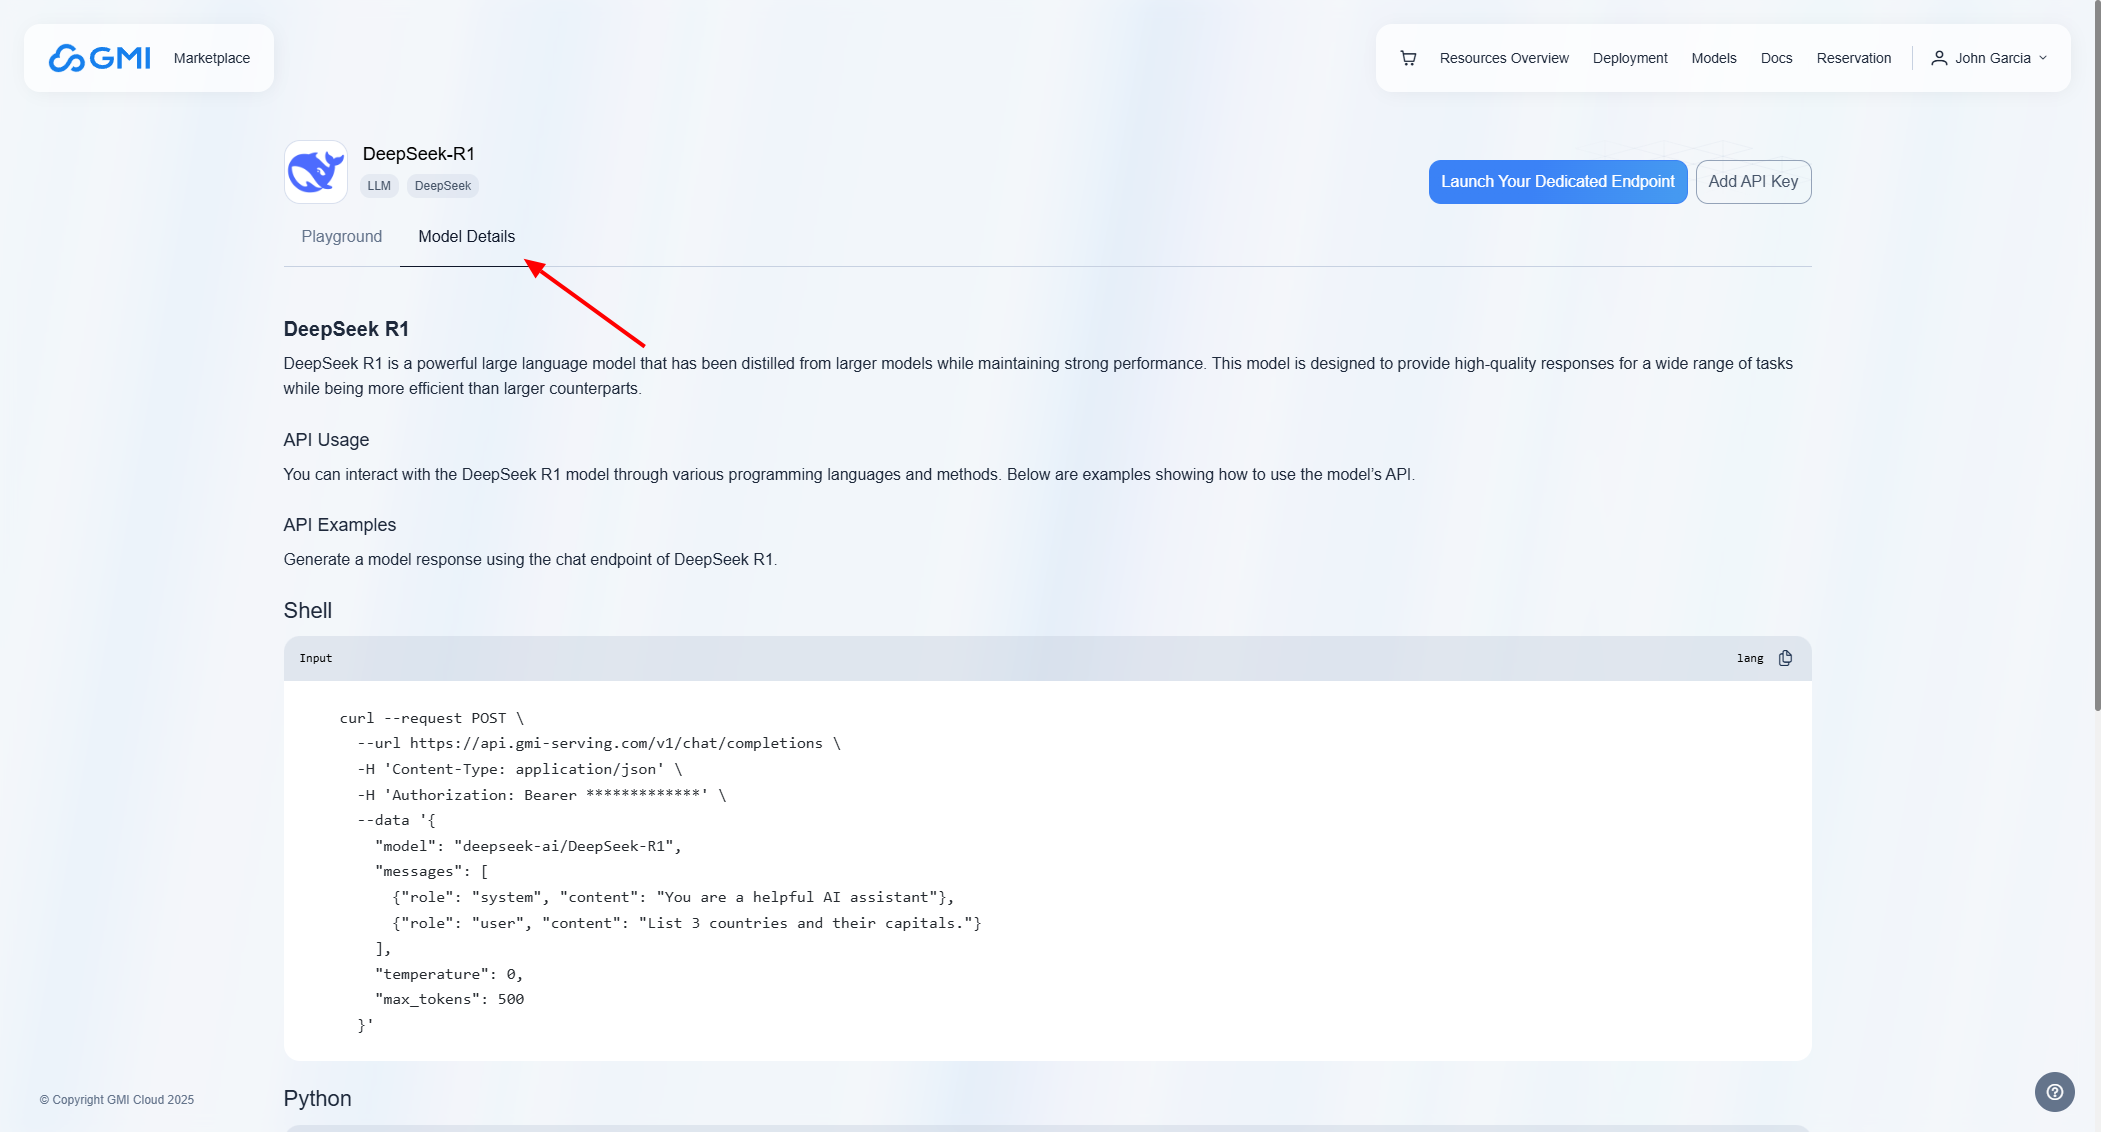 GMI
Marketplace
Resources Overview
Deployment
Models
Docs
Reservation
John Garcia
DeepSeek-R1
LLM
DeepSeek
Launch Your Dedicated Endpoint
Add API Key
Playground
Model Details
DeepSeek R1
DeepSeek R1 is a powerful large language model that has been distilled from larger models while maintaining strong performance. This model is designed to provide high-quality responses for a wide range of tasks
while being more efficient than larger counterparts.
API Usage
You can interact with the DeepSeek R1 model through various programming languages and methods. Below are examples showing how to use the model’s API.
API Examples
Generate a model response using the chat endpoint of DeepSeek R1.
Shell
Input
lang
curl --request POST \
  --url https://api.gmi-serving.com/v1/chat/completions \
  -H 'Content-Type: application/json' \
  -H 'Authorization: Bearer *************' \
  --data '{
    "model": "deepseek-ai/DeepSeek-R1",
    "messages": [
      {"role": "system", "content": "You are a helpful AI assistant"},
      {"role": "user", "content": "List 3 countries and their capitals."}
    ],
    "temperature": 0,
    "max_tokens": 500
  }'
Python
© Copyright GMI Cloud 2025